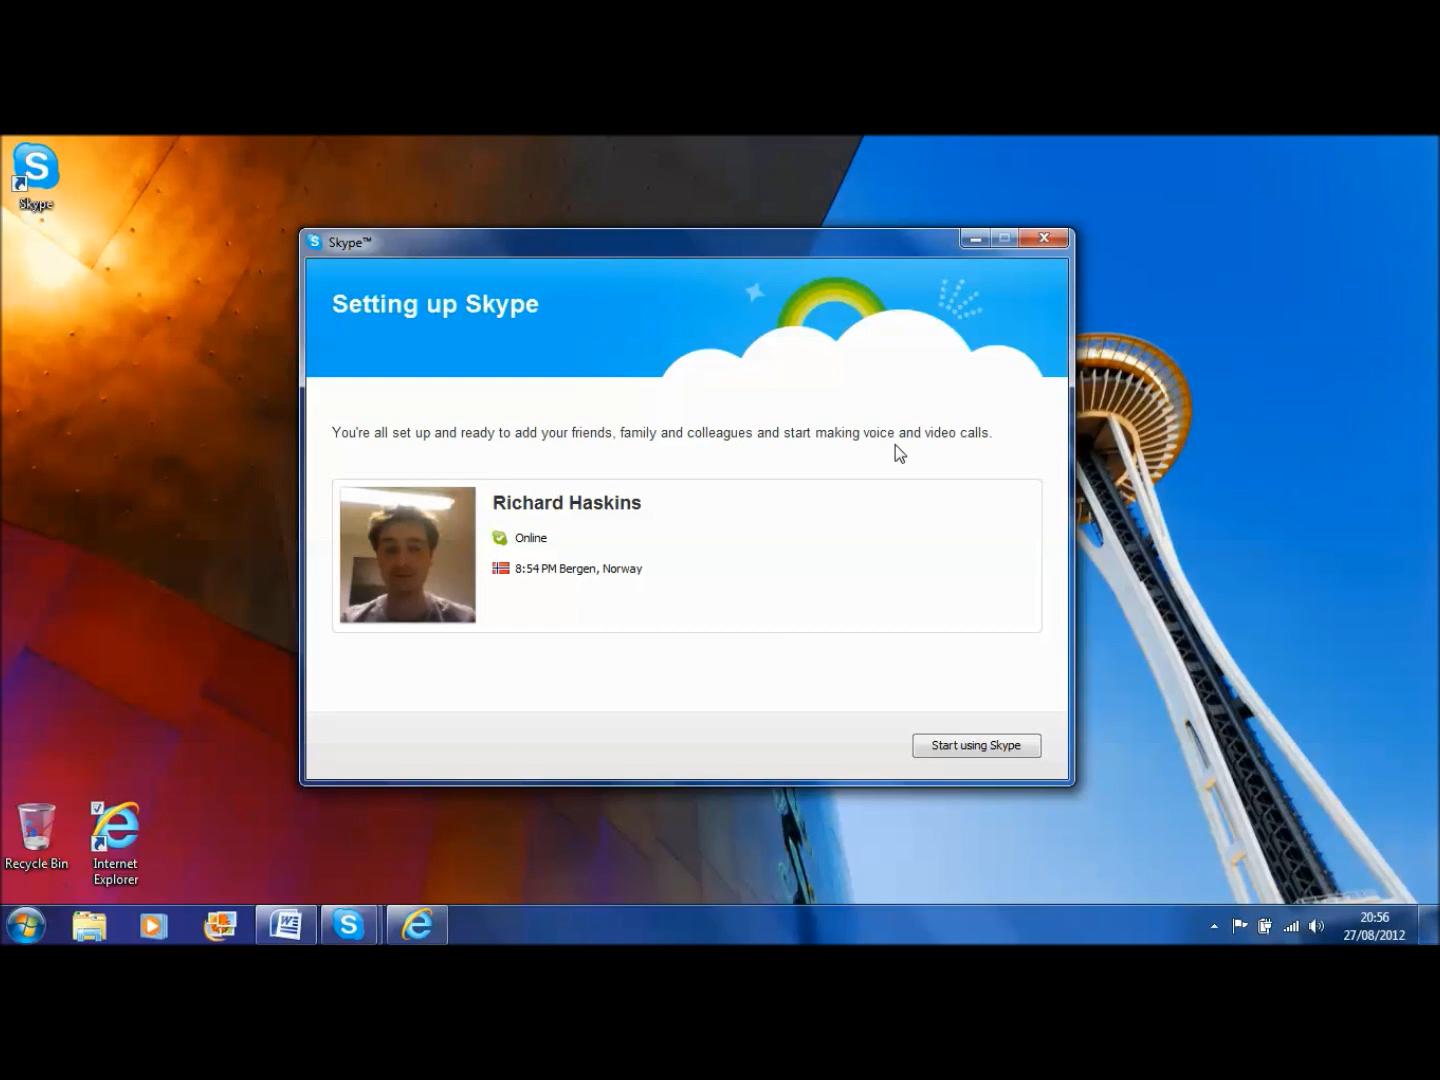 Skype
Skype™
Setting up Skype
You're all set up and ready to add your friends, family and colleagues and start making voice and video calls.
Richard Haskins
Online
8:54 PM Bergen, Norway
Start using Skype
Recycle Bin
Internet
Explorer
20:56
27/08/2012